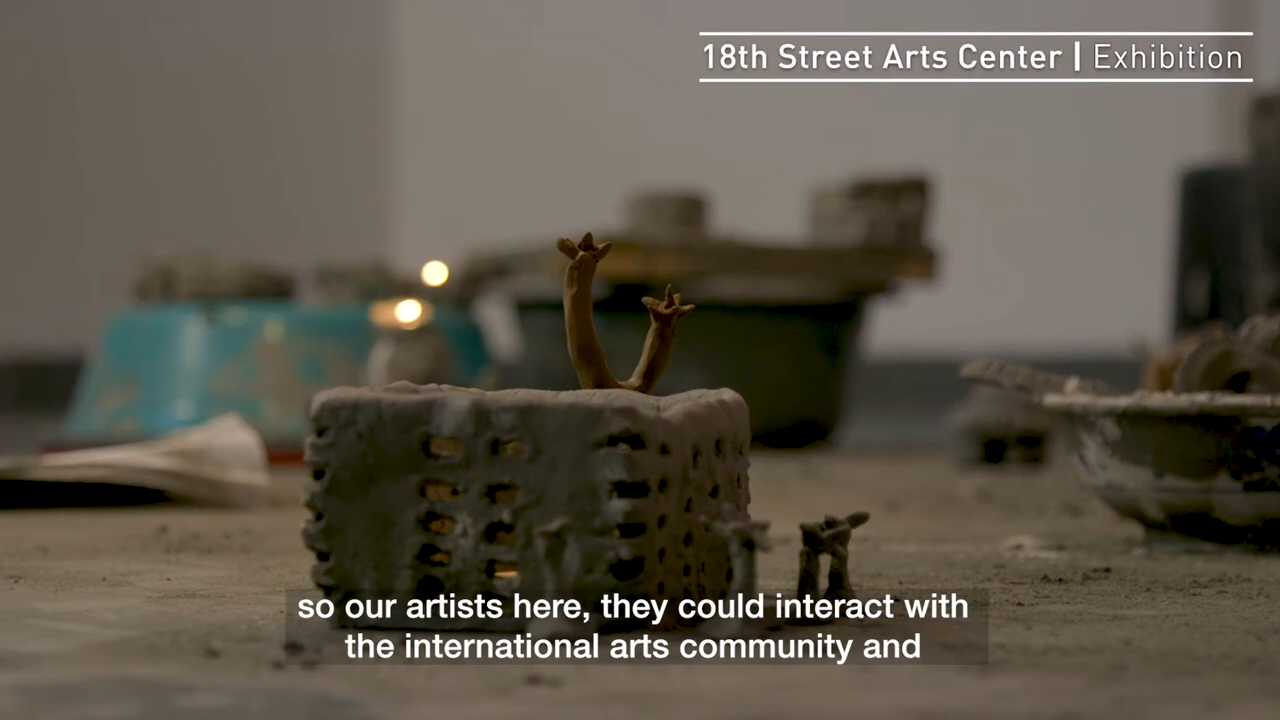 18th Street Arts Center | Exhibition
so our artists here, they could interact with
the international arts community and